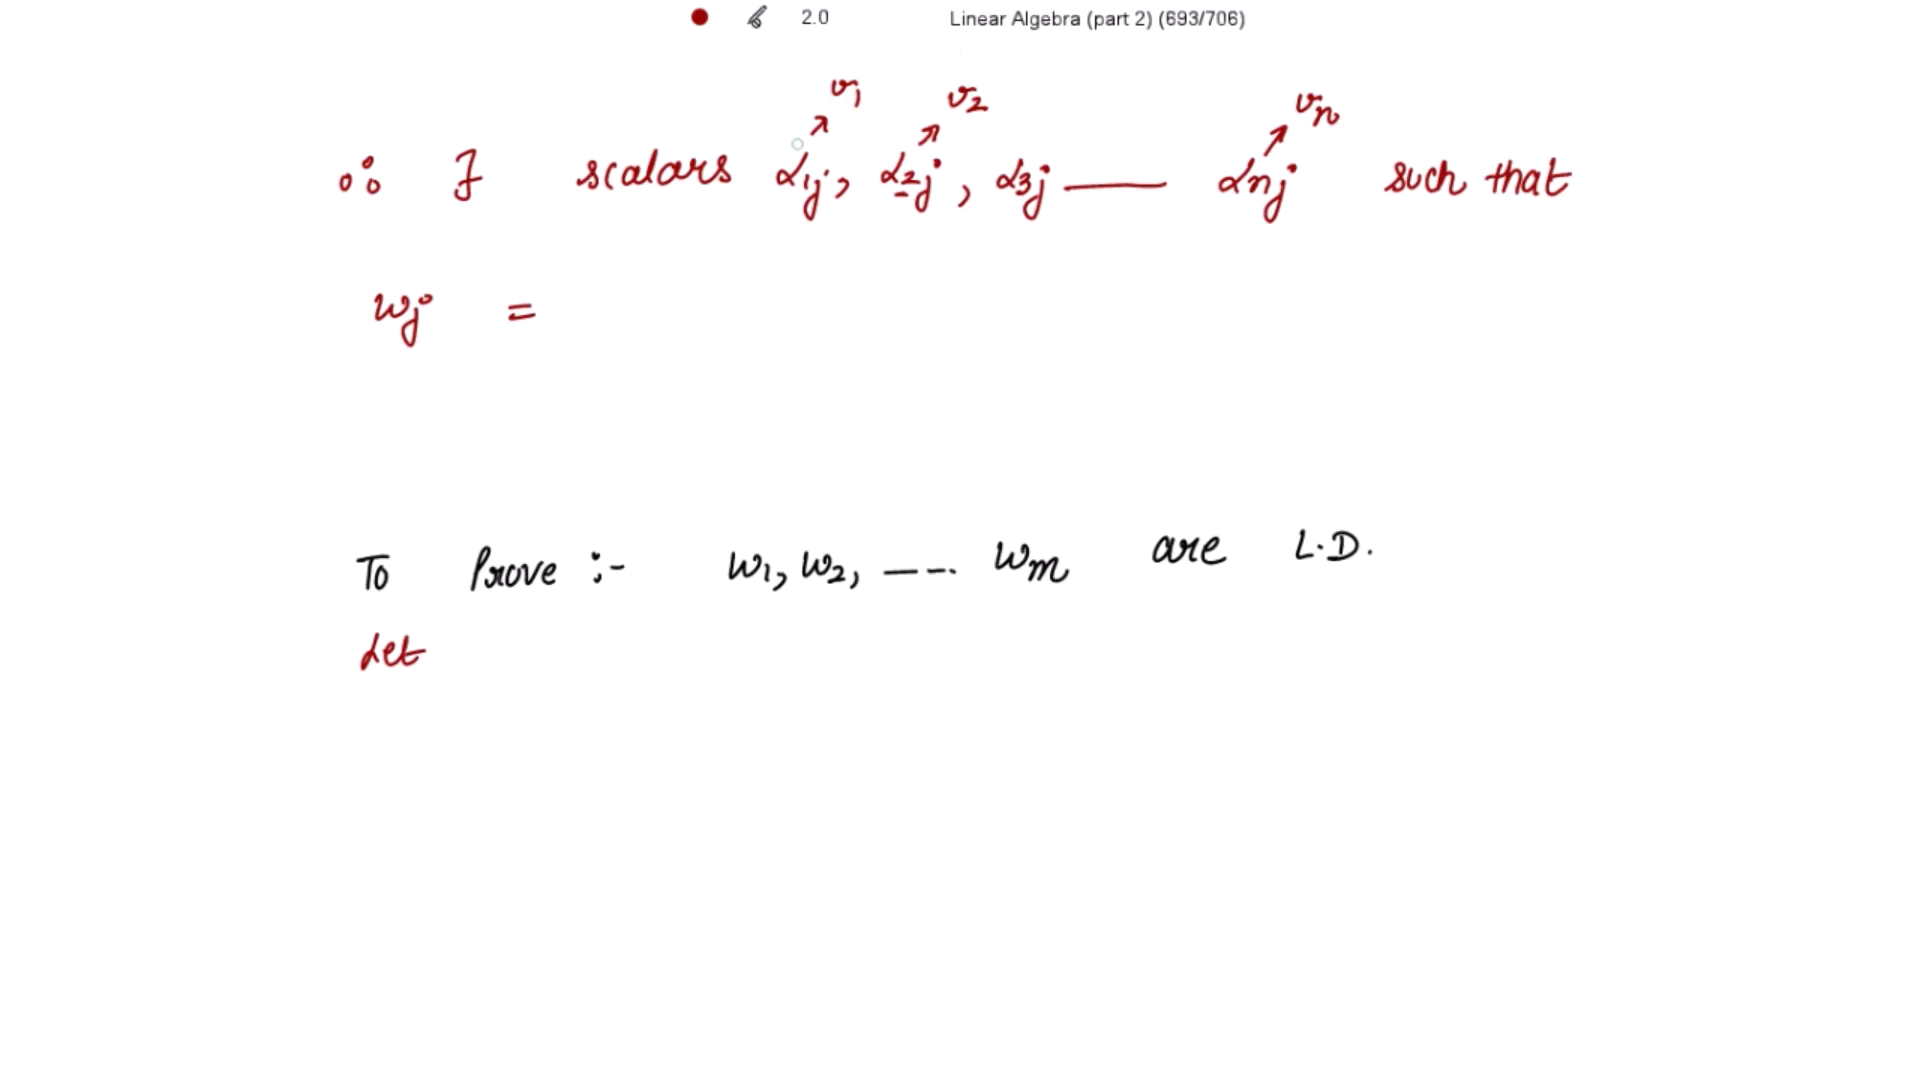 2.0 Linear Algebra (part 2) (693/706)
v₁ v₂ vₙ
∴ ∃ scalars α₁ⱼ, α₂ⱼ, α₃ⱼ —— αₙⱼ such that
wⱼ =
To Prove :- w₁, w₂, --- wₘ are L.D.
Let